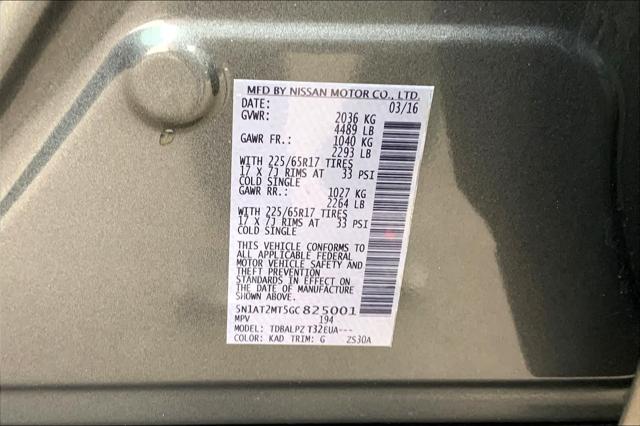 MFD BY NISSAN MOTOR CO., LTD.
DATE: 03/16
GVWR: 2036 KG
4489 LB
GAWR FR.: 1040 KG
2293 LB
WITH 225/65R17 TIRES
17 X 7J RIMS AT 33 PSI
COLD SINGLE
GAWR RR.: 1027 KG
2264 LB
WITH 225/65R17 TIRES
17 X 7J RIMS AT 33 PSI
COLD SINGLE
THIS VEHICLE CONFORMS TO
ALL APPLICABLE FEDERAL
MOTOR VEHICLE SAFETY AND
THEFT PREVENTION
STANDARDS IN EFFECT ON
THE DATE OF MANUFACTURE
SHOWN ABOVE.
5N1AT2MT5GC825001
MPV 194
MODEL: TDBALPZ T32EUA---
COLOR: KAD TRIM: G ZS30A